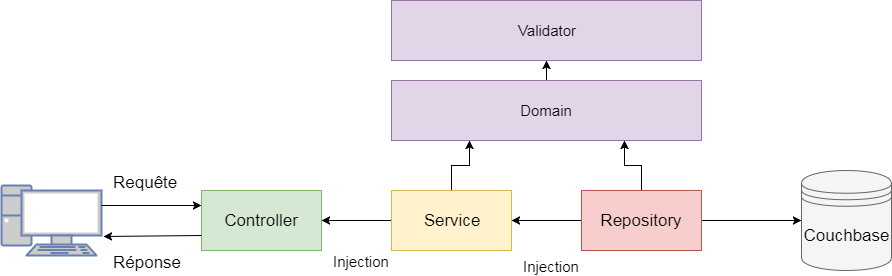 Validator
Domain
Requête
Controller
Service
Repository
Couchbase
Réponse
Injection
Injection